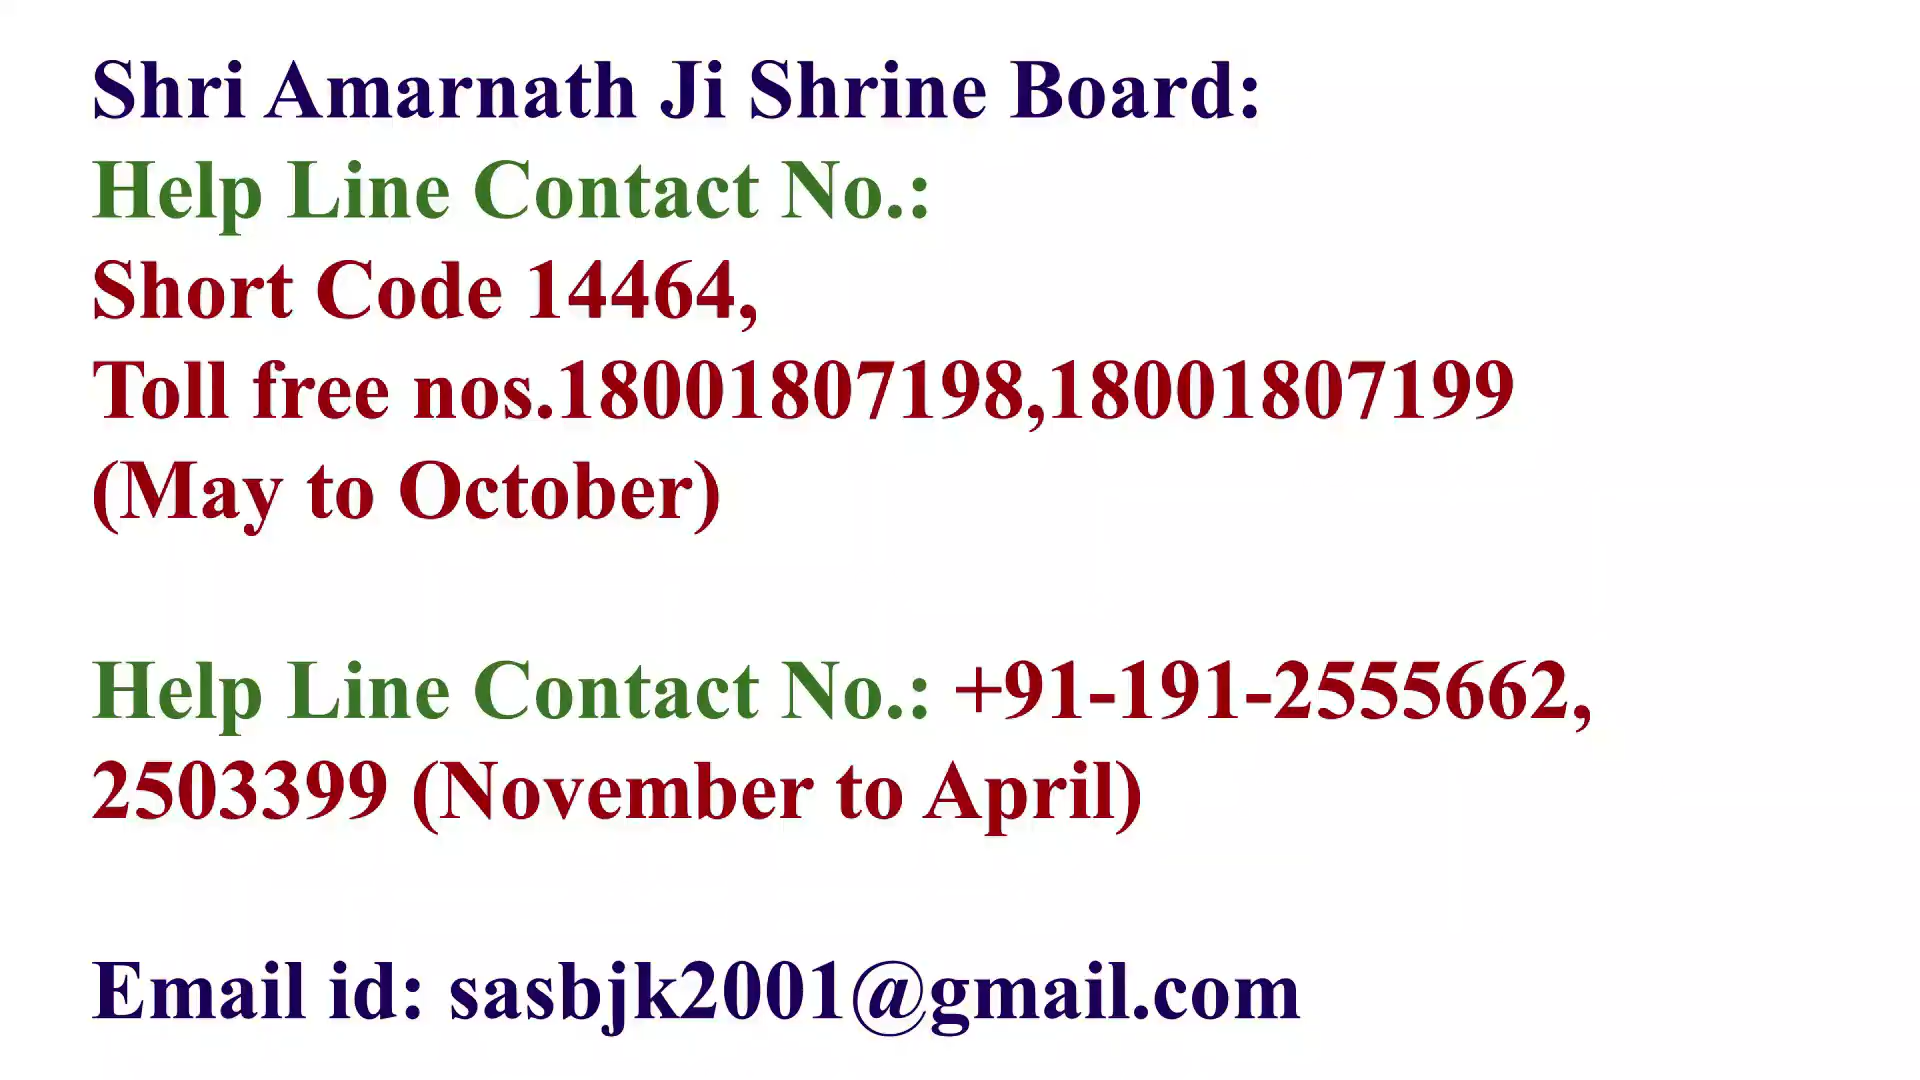 Shri Amarnath Ji Shrine Board:
Help Line Contact No.:
Short Code 14464,
Toll free nos.18001807198,18001807199
(May to October)
Help Line Contact No.: +91-191-2555662,
2503399 (November to April)
Email id: sasbjk2001@gmail.com